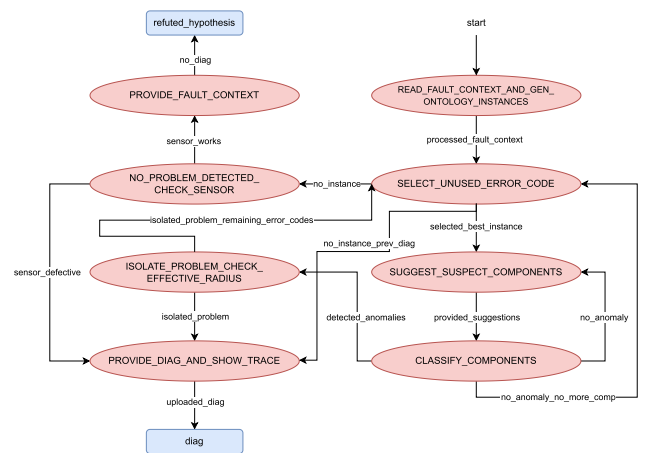 refuted_hypothesis
start
no_diag
PROVIDE_FAULT_CONTEXT
READ_FAULT_CONTEXT_AND_GEN_
ONTOLOGY_INSTANCES
sensor_works
processed_fault_context
NO_PROBLEM_DETECTED_
CHECK_SENSOR
no_instance
SELECT_UNUSED_ERROR_CODE
isolated_problem_remaining_error_codes
selected_best_instance
no_instance_prev_diag
sensor_defective
ISOLATE_PROBLEM_CHECK_
EFFECTIVE_RADIUS
SUGGEST_SUSPECT_COMPONENTS
isolated_problem
detected_anomalies
provided_suggestions
no_anomaly
PROVIDE_DIAG_AND_SHOW_TRACE
CLASSIFY_COMPONENTS
uploaded_diag
no_anomaly_no_more_comp
diag